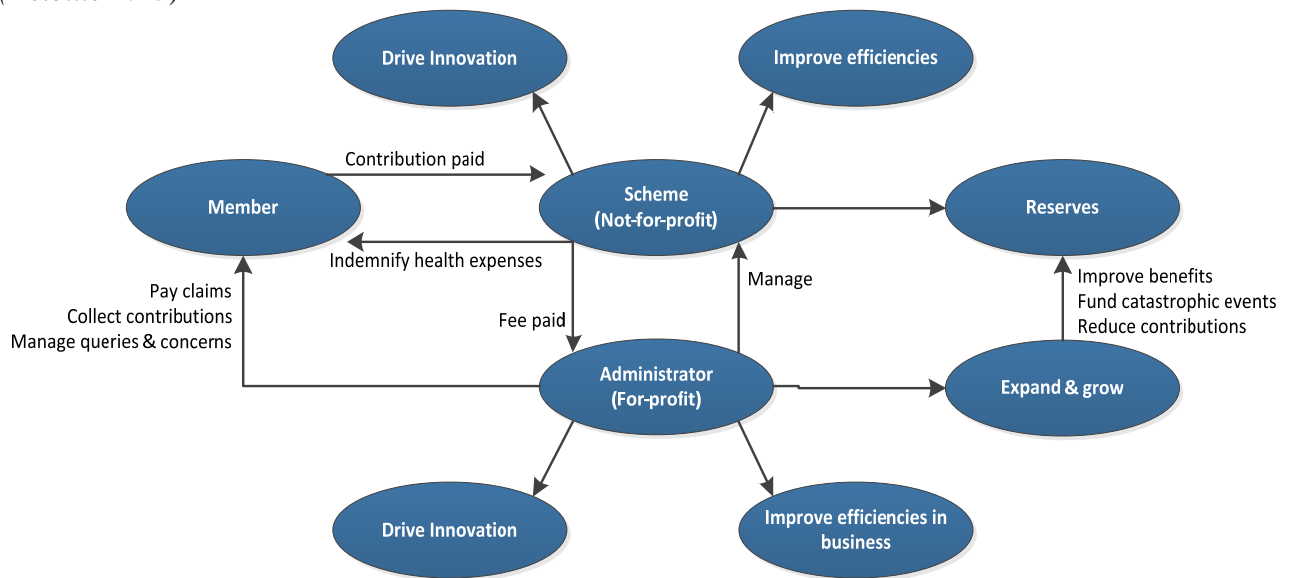 Drive Innovation
Improve efficiencies
Contribution paid
Member
Scheme
(Not-for-profit)
Reserves
Indemnify health expenses
Pay claims
Collect contributions
Manage queries & concerns
Fee paid
Manage
Improve benefits
Fund catastrophic events
Reduce contributions
Administrator
(For-profit)
Expand & grow
Drive Innovation
Improve efficiencies in
business